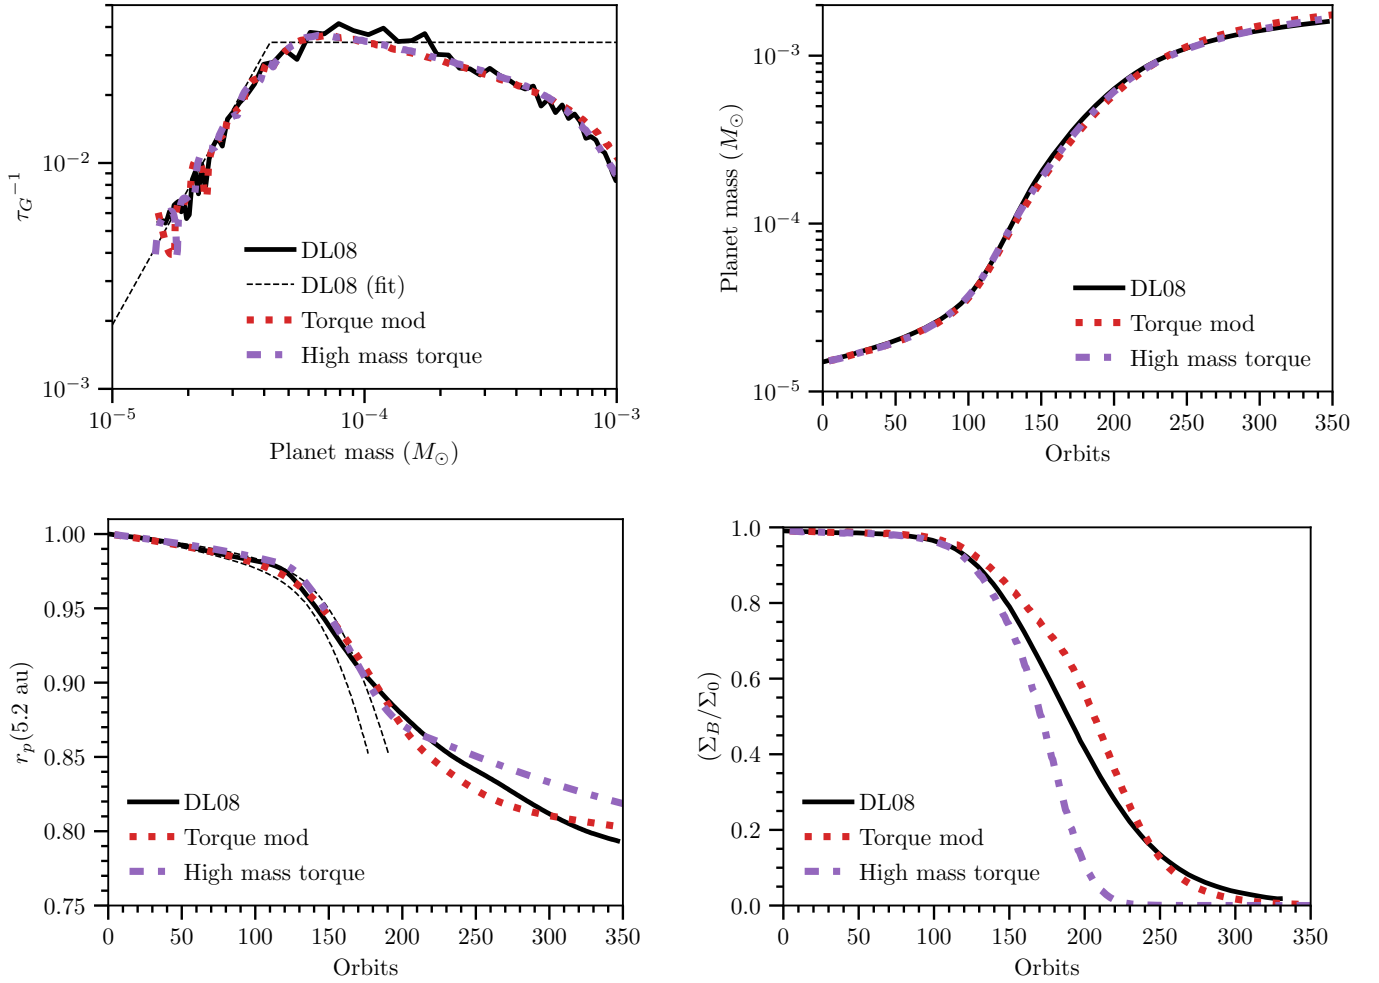 τ_G⁻¹
10⁻²
10⁻³
DL08
DL08 (fit)
Torque mod
High mass torque
10⁻⁵
10⁻⁴
10⁻³
Planet mass (M⊙)
Planet mass (M⊙)
10⁻³
10⁻⁴
10⁻⁵
DL08
Torque mod
High mass torque
0 50 100 150 200 250 300 350
Orbits
r_p(5.2 au)
1.00
0.95
0.90
0.85
0.80
0.75
DL08
Torque mod
High mass torque
0 50 100 150 200 250 300 350
Orbits
(Σ_B/Σ_0)
1.0
0.8
0.6
0.4
0.2
0.0
DL08
Torque mod
High mass torque
0 50 100 150 200 250 300 350
Orbits